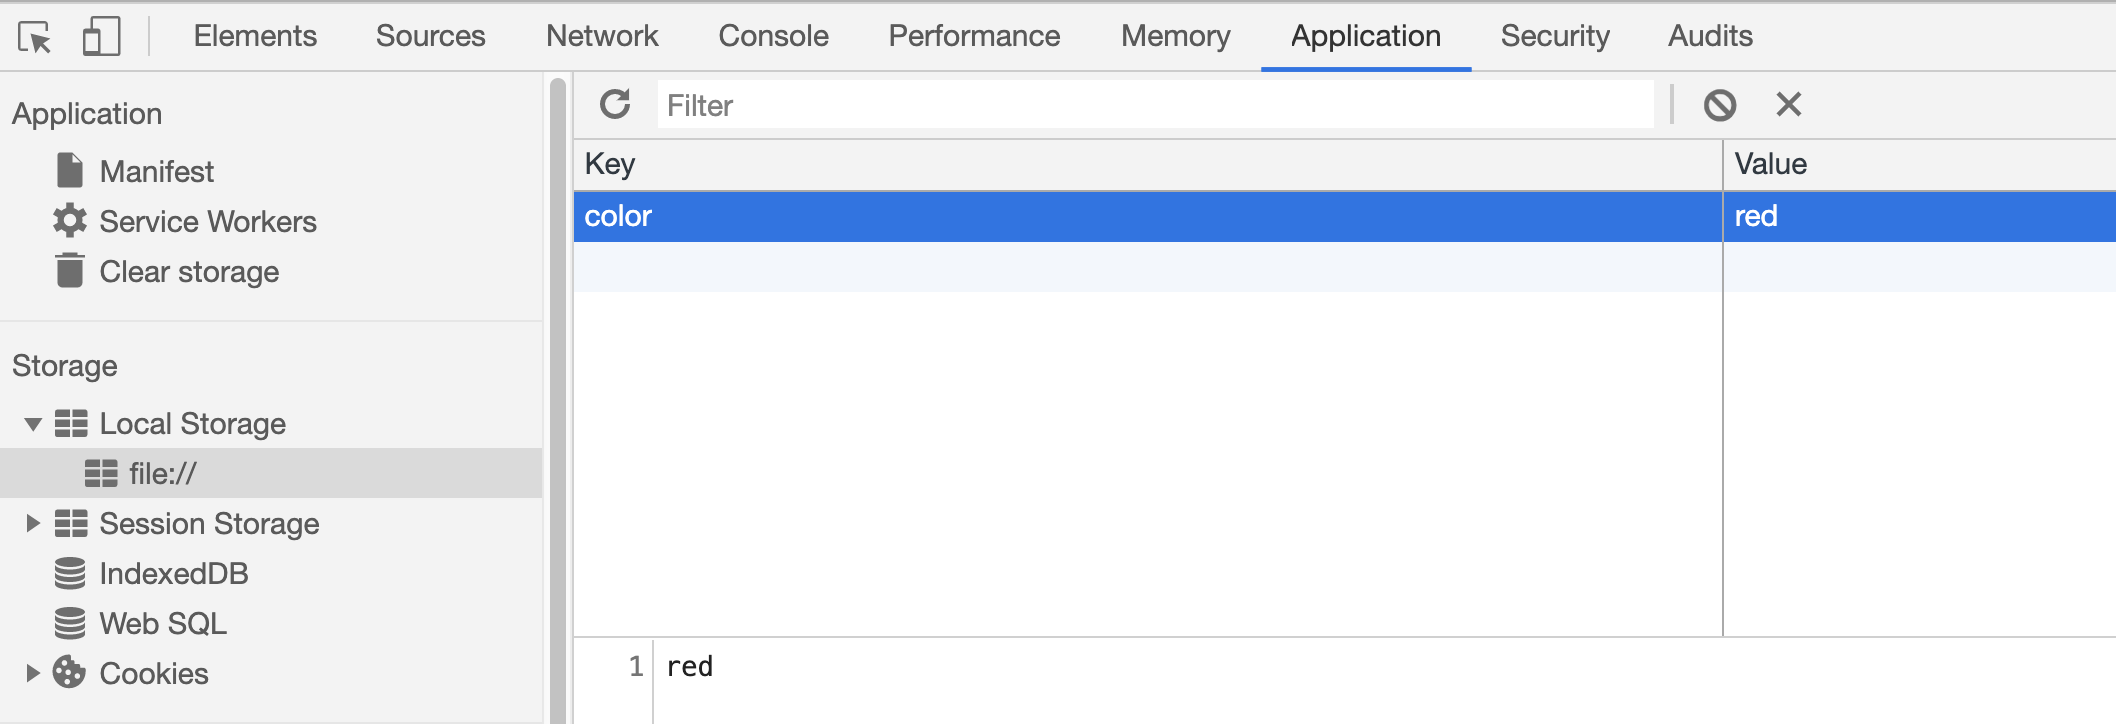 Elements Sources Network Console Performance Memory Application Security Audits
Application
Manifest
Service Workers
Clear storage
Storage
Local Storage
file://
Session Storage
IndexedDB
Web SQL
Cookies
Filter
Key Value
color red
1 red